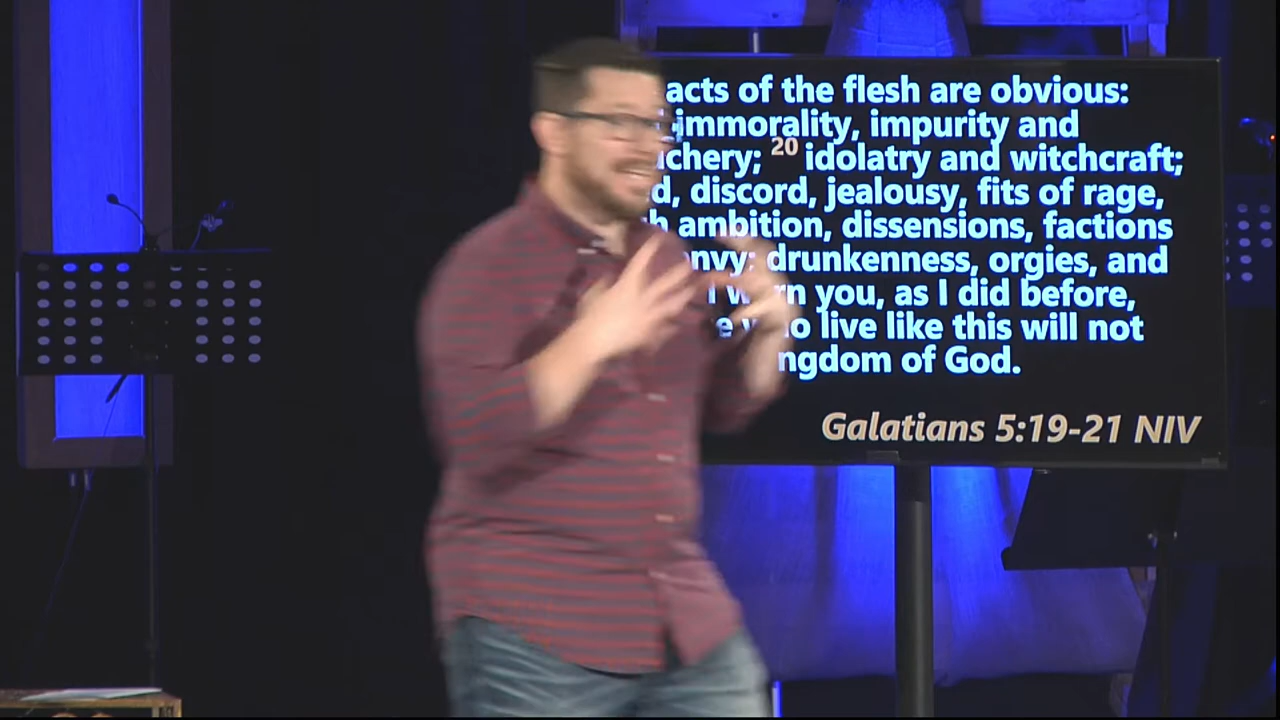 acts of the flesh are obvious:
immorality, impurity and
20 idolatry and witchcraft;
discord, jealousy, fits of rage,
ambition, dissensions, factions
drunkenness, orgies, and
you, as I did before,
live like this will not
of God.
Galatians 5:19-21 NIV